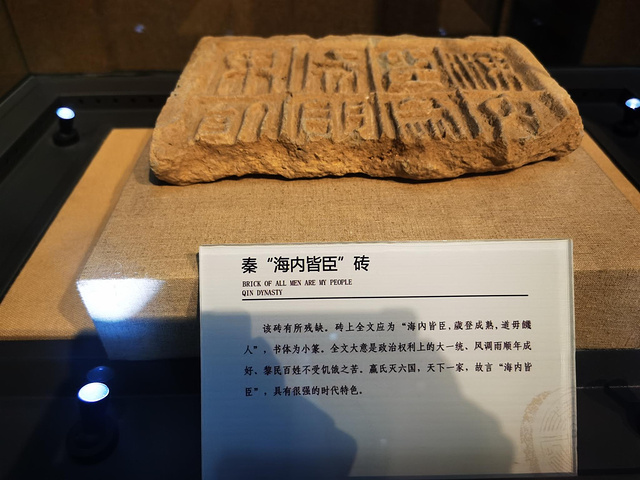 秦“海内皆臣”砖
BRICK OF ALL MEN ARE MY PEOPLE
QIN DYNASTY
该砖有所残缺。砖上全文应为“海内皆臣，歲登成熟，道毋饑
人”，书体为小篆。全文大意是政治权利上的大一统、风调雨顺年成
好、黎民百姓不受饥饿之苦。嬴氏灭六国，天下一家，故言“海内皆
臣”，具有很强的时代特色。